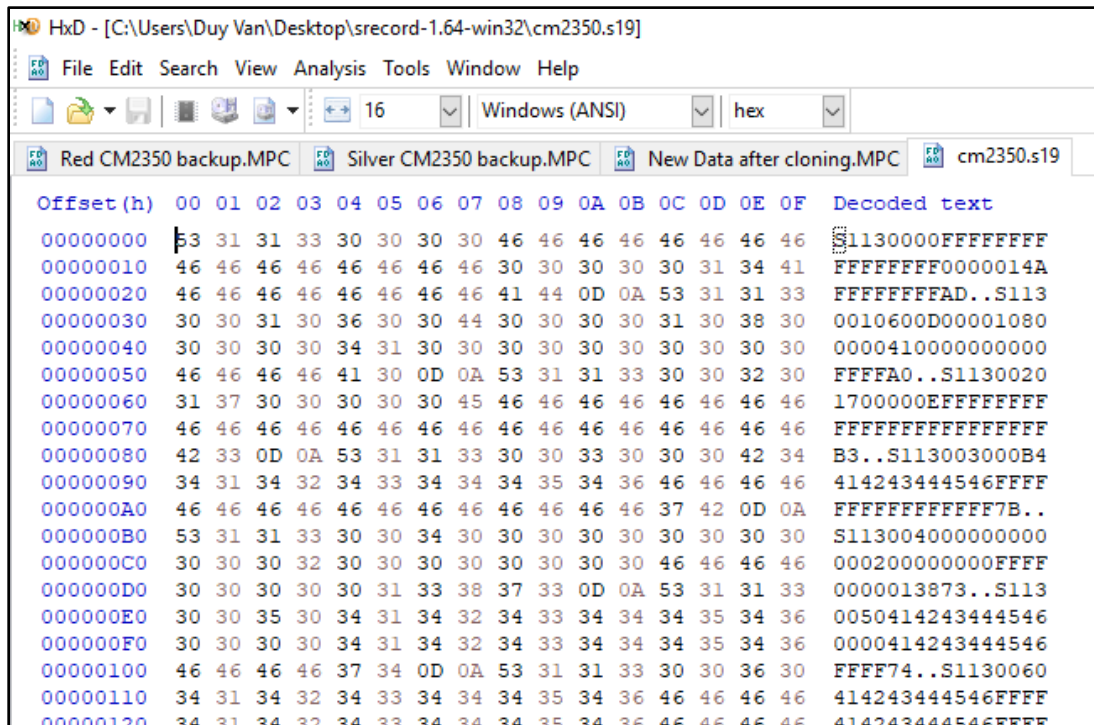 HxD - [C:\Users\Duy Van\Desktop\srecord-1.64-win32\cm2350.s19]
File Edit Search View Analysis Tools Window Help
16 Windows (ANSI) hex
Red CM2350 backup.MPC Silver CM2350 backup.MPC New Data after cloning.MPC cm2350.s19
Offset(h) 00 01 02 03 04 05 06 07 08 09 0A 0B 0C 0D 0E 0F Decoded text
00000000 53 31 31 33 30 30 30 30 46 46 46 46 46 46 46 46 S1130000FFFFFFFF
00000010 46 46 46 46 46 46 46 46 30 30 30 30 30 31 34 41 FFFFFFFF0000014A
00000020 46 46 46 46 46 46 46 46 41 44 0D 0A 53 31 31 33 FFFFFFFFAD..S113
00000030 30 30 31 30 36 30 30 44 30 30 30 30 31 30 38 30 0010600D00001080
00000040 30 30 30 30 34 31 30 30 30 30 30 30 30 30 30 30 0000410000000000
00000050 46 46 46 46 41 30 0D 0A 53 31 31 33 30 30 32 30 FFFFA0..S1130020
00000060 31 37 30 30 30 30 30 45 46 46 46 46 46 46 46 46 1700000EFFFFFFFF
00000070 46 46 46 46 46 46 46 46 46 46 46 46 46 46 46 46 FFFFFFFFFFFFFFFF
00000080 42 33 0D 0A 53 31 31 33 30 30 33 30 30 30 42 34 B3..S113003000B4
00000090 34 31 34 32 34 33 34 34 34 35 34 36 46 46 46 46 414243444546FFFF
000000A0 46 46 46 46 46 46 46 46 46 46 46 46 37 42 0D 0A FFFFFFFFFFFF7B..
000000B0 53 31 31 33 30 30 34 30 30 30 30 30 30 30 30 30 S113004000000000
000000C0 30 30 30 32 30 30 30 30 30 30 30 30 46 46 46 46 000200000000FFFF
000000D0 30 30 30 30 30 31 33 38 37 33 0D 0A 53 31 31 33 0000013873..S113
000000E0 30 30 35 30 34 31 34 32 34 33 34 34 34 35 34 36 0050414243444546
000000F0 30 30 30 30 34 31 34 32 34 33 34 34 34 35 34 36 0000414243444546
00000100 46 46 46 46 37 34 0D 0A 53 31 31 33 30 30 36 30 FFFF74..S1130060
00000110 34 31 34 32 34 33 34 34 34 35 34 36 46 46 46 46 414243444546FFFF
00000120 34 31 34 32 34 33 34 34 34 35 34 36 46 46 46 46 414243444546FFFF